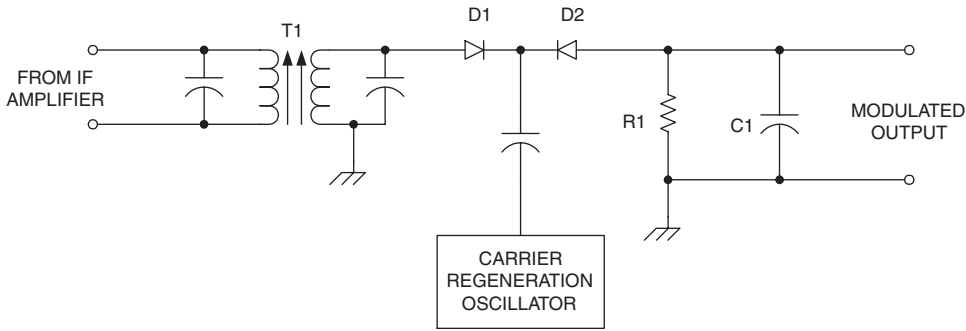 T1
D1
D2
FROM IF
AMPLIFIER
R1
C1
MODULATED
OUTPUT
CARRIER
REGENERATION
OSCILLATOR